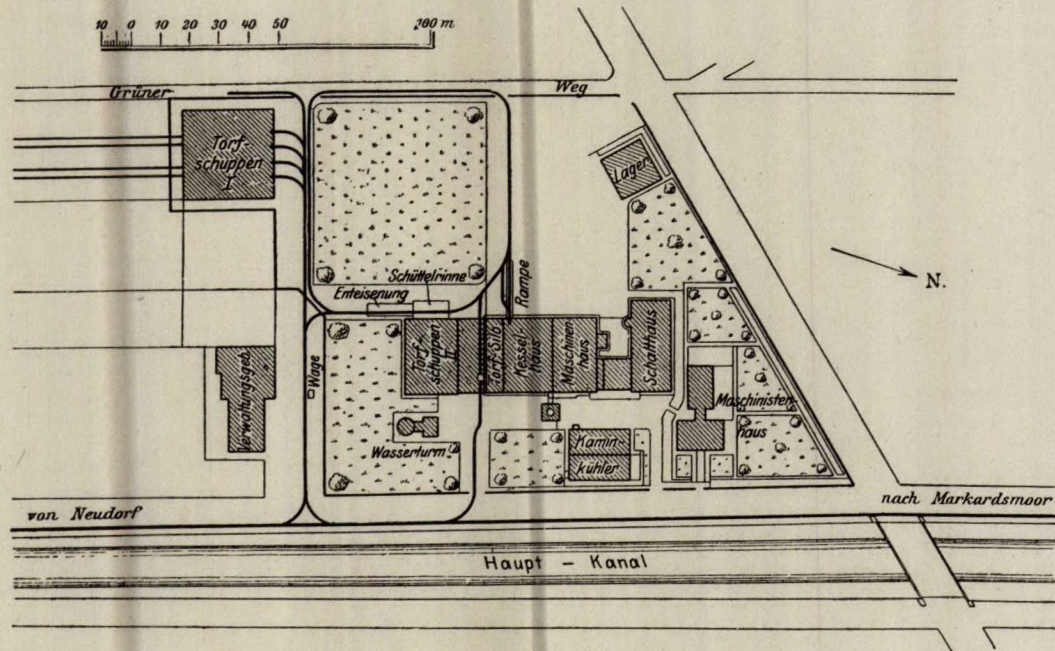 10 0 10 20 30 40 50 100 m
Grüner Weg
Torf-
schuppen
I
Lager
N.
Schüttelrinne
Enteisenung
Rampe
Wage
Torf-
schuppen
II
Torf-Silo
Kessel-
haus
Maschinen
haus
Schalthaus
Verwaltungsgeb.
Wasserturm
Kamin-
kühler
Maschinisten-
haus
von Neudorf
nach Markardsmoor
Haupt - Kanal